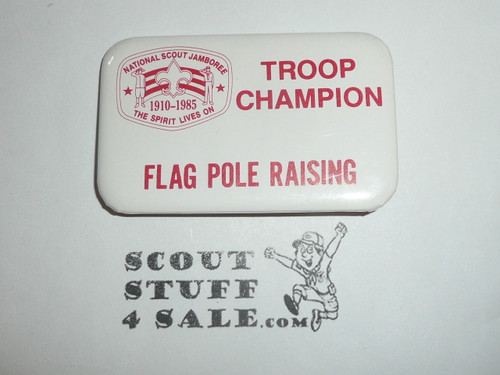 NATIONAL SCOUT JAMBOREE
1910-1985
THE SPIRIT LIVES ON
TROOP
CHAMPION
FLAG POLE RAISING
SCOUT
STUFF
4 SALE.COM